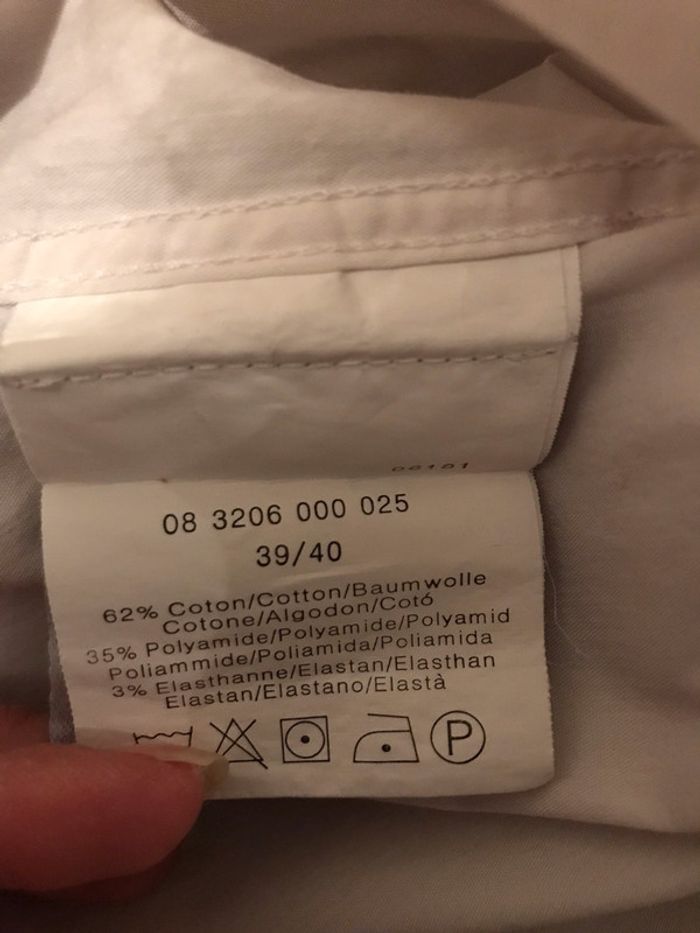 08 3206 000 025
39/40
62% Coton/Cotton/Baumwolle
Cotone/Algodon/Cotó
35% Polyamide/Polyamide/Polyamid
Poliammide/Poliamida/Poliamida
3% Elasthanne/Elastan/Elasthan
Elastan/Elastano/Elastà
P